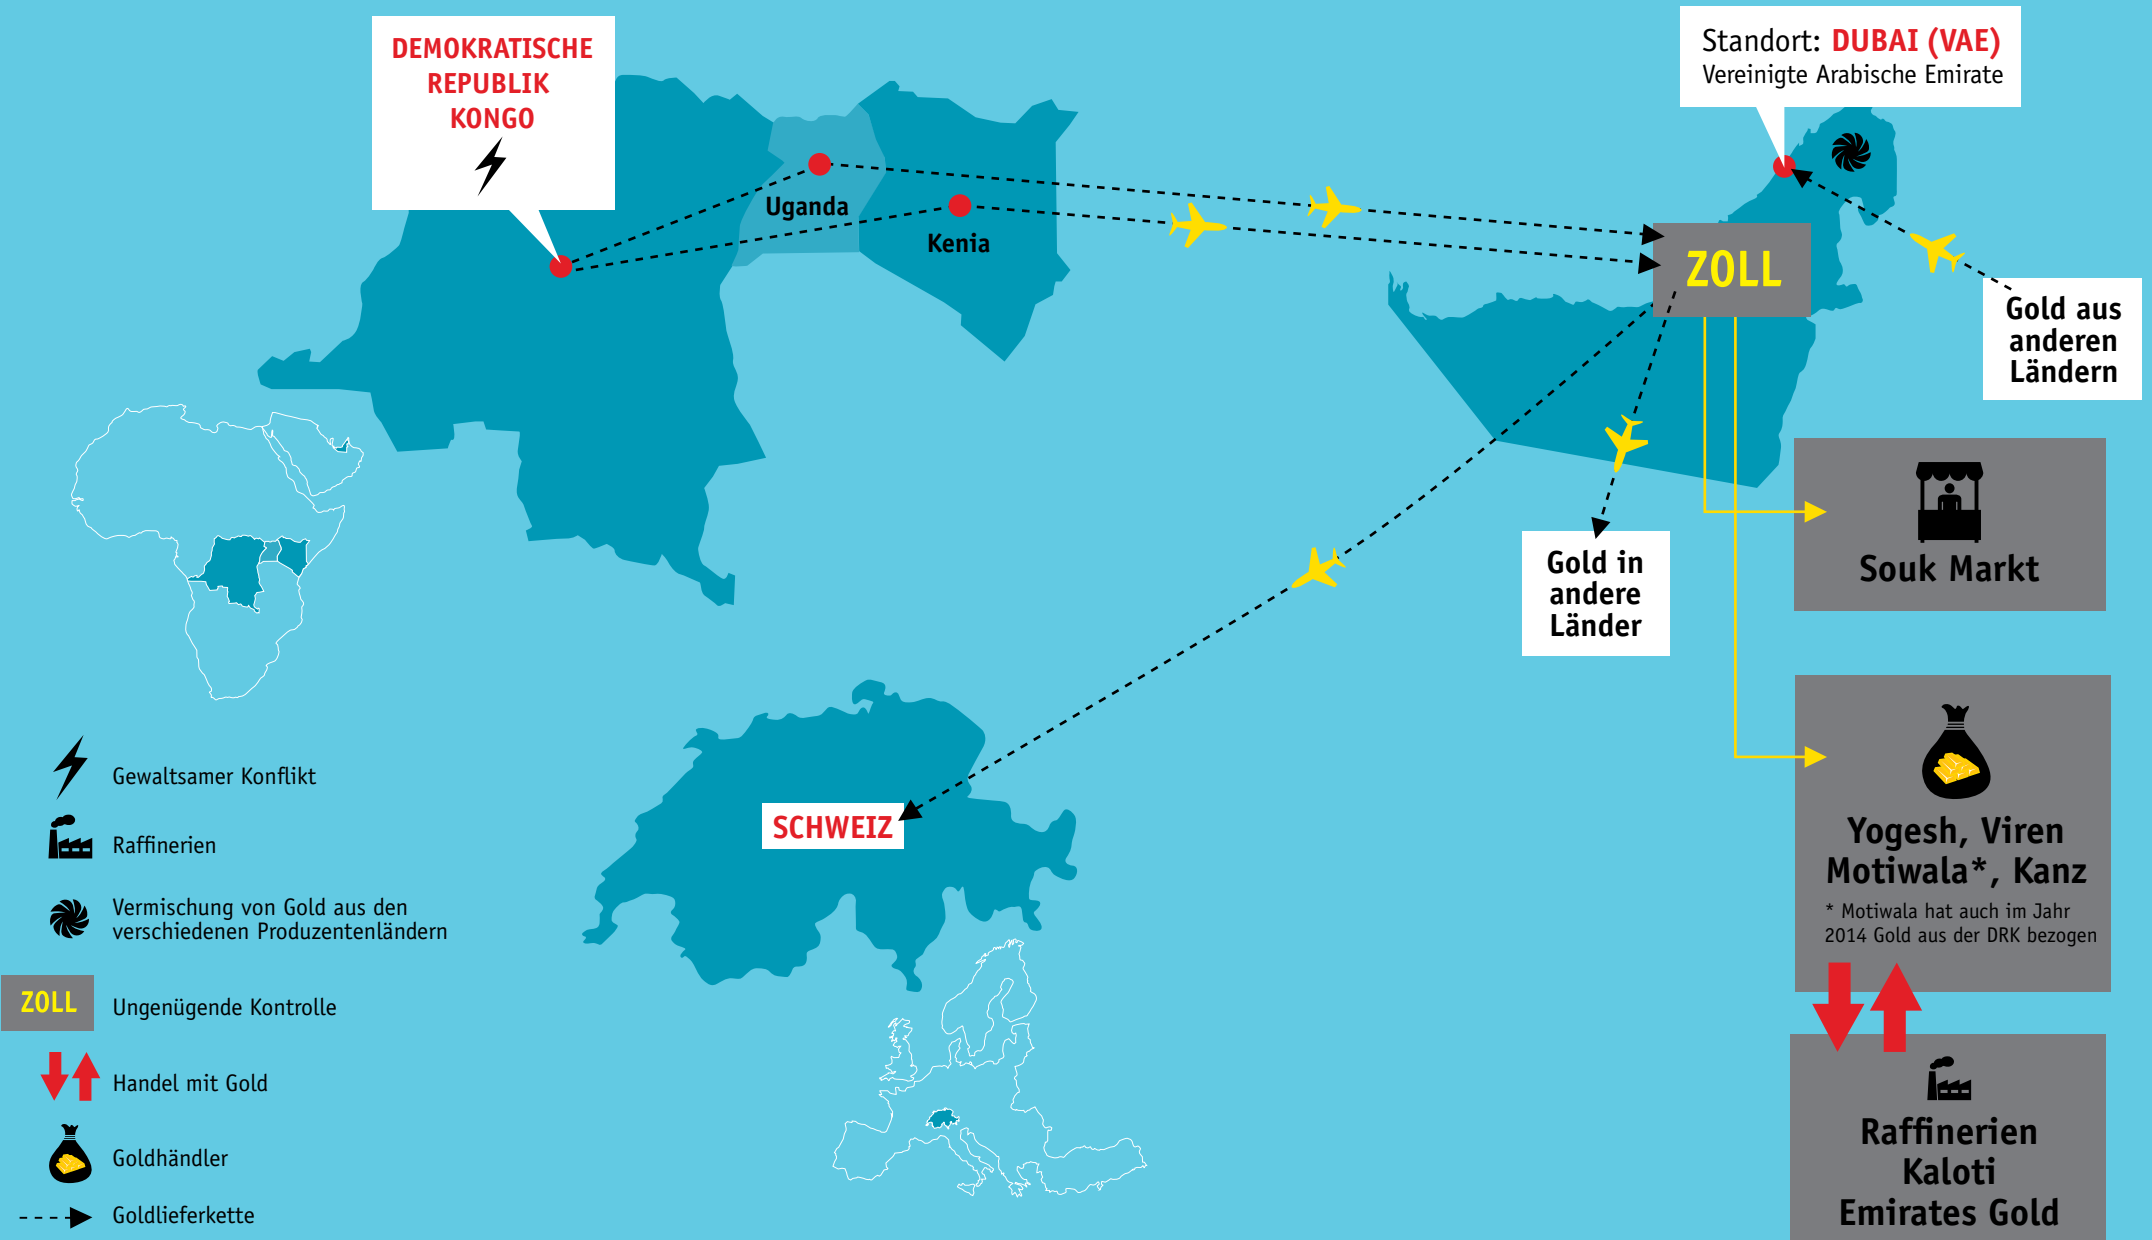 DEMOKRATISCHE
REPUBLIK
KONGO
Standort: DUBAI (VAE)
Vereinigte Arabische Emirate
Uganda
Kenia
ZOLL
Gold aus
anderen
Ländern
Gold in
andere
Länder
Souk Markt
SCHWEIZ
Yogesh, Viren
Motiwala*, Kanz
* Motiwala hat auch im Jahr
2014 Gold aus der DRK bezogen
Raffinerien
Kaloti
Emirates Gold
Gewaltsamer Konflikt
Raffinerien
Vermischung von Gold aus den
verschiedenen Produzentenländern
ZOLL Ungenügende Kontrolle
Handel mit Gold
Goldhändler
Goldlieferkette